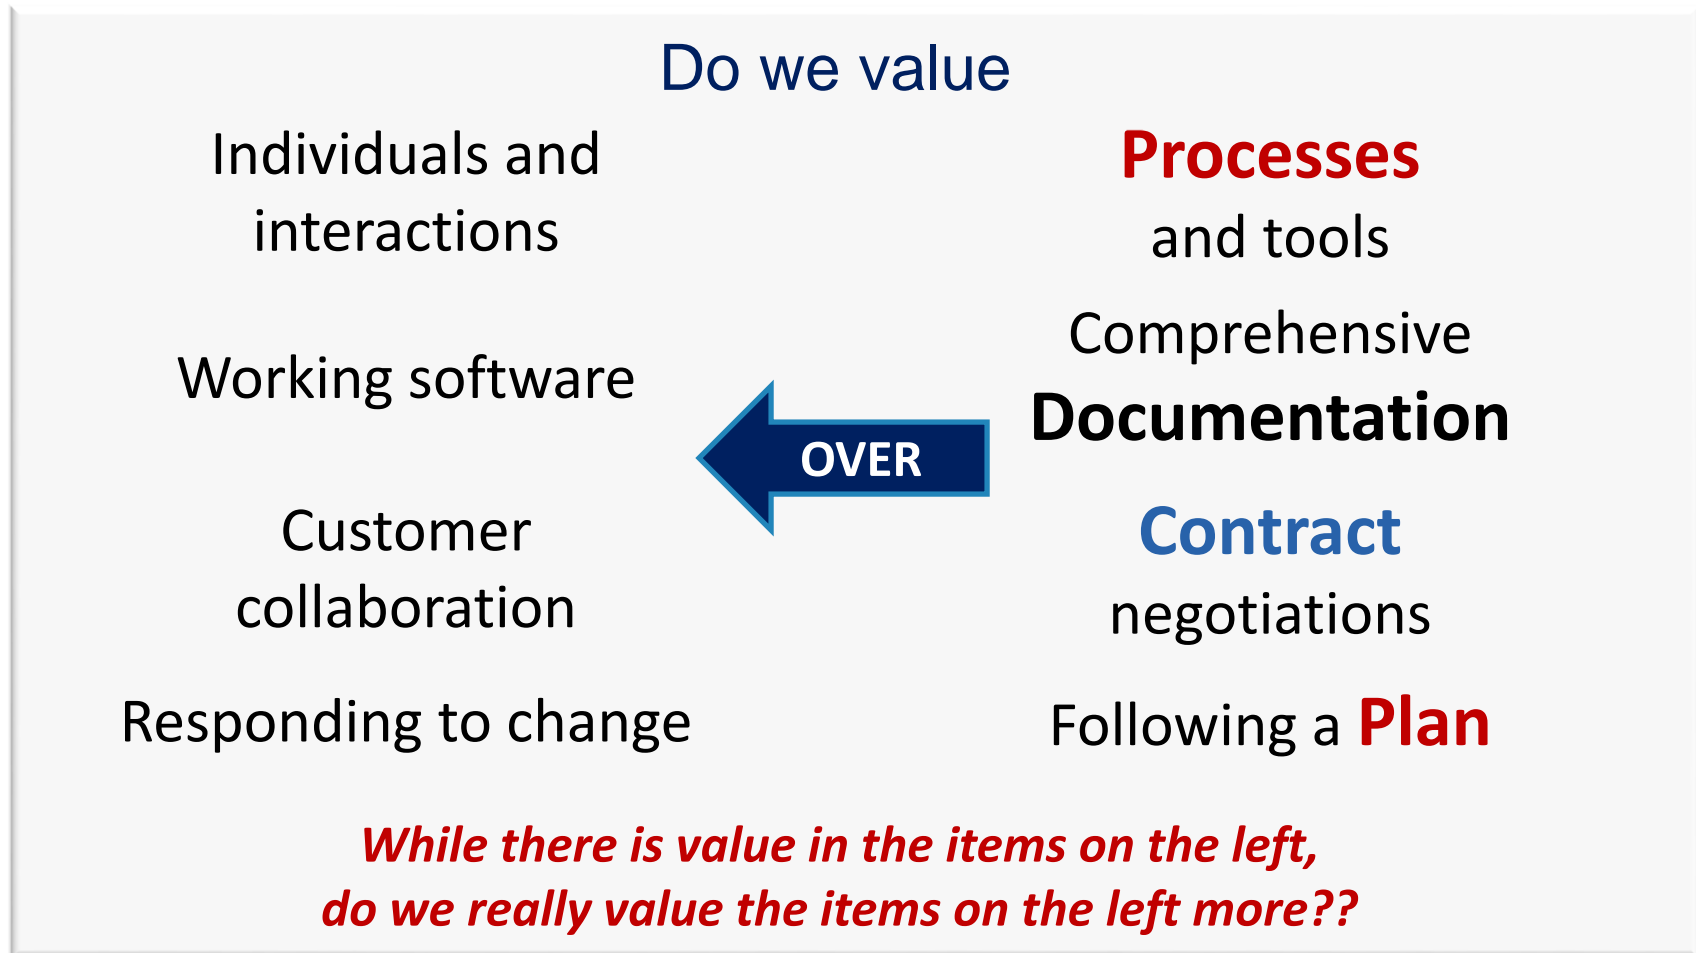 Do we value
Individuals and
interactions
Processes
and tools
Working software
Comprehensive
Documentation
OVER
Customer
collaboration
Contract
negotiations
Responding to change
Following a Plan
While there is value in the items on the left,
do we really value the items on the left more??